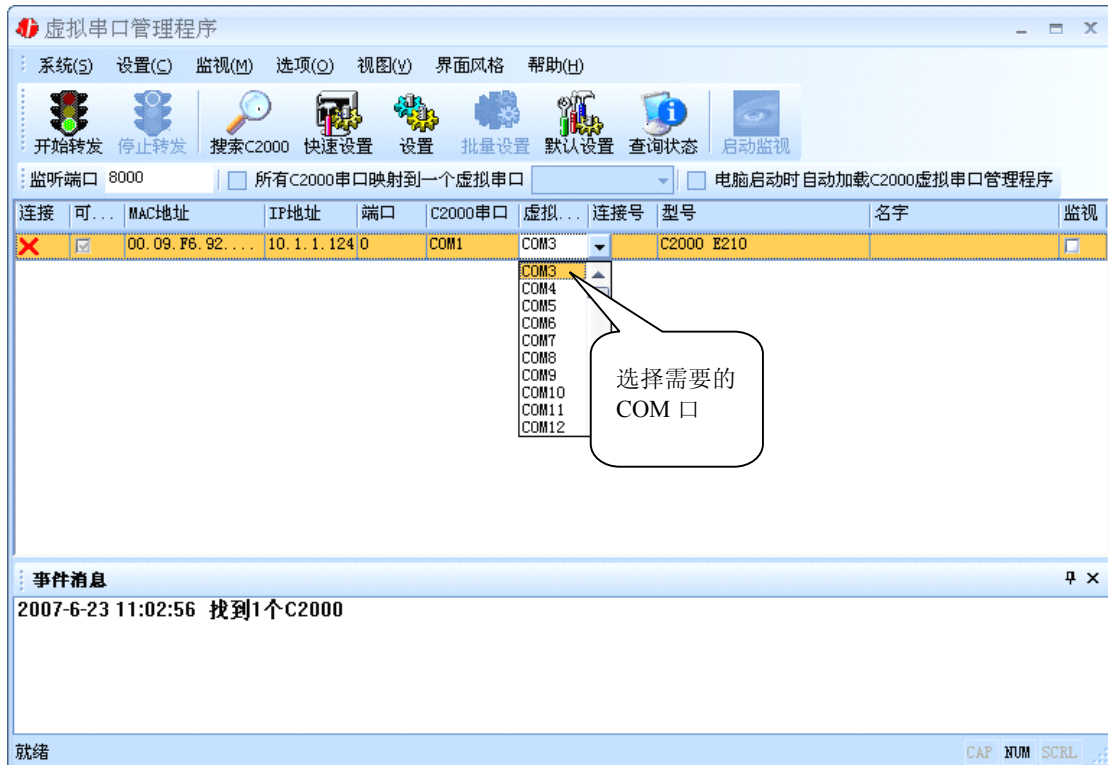 虚拟串口管理程序
系统(S) 设置(C) 监视(M) 选项(O) 视图(V) 界面风格 帮助(H)
开始转发 停止转发 搜索C2000 快速设置 设置 批量设置 默认设置 查询状态 启动监视
监听端口 8000 所有C2000串口映射到一个虚拟串口 电脑启动时自动加载C2000虚拟串口管理程序
连接 可... MAC地址 IP地址 端口 C2000串口 虚拟... 连接号 型号 名字 监视
00.09.F6.92.... 10.1.1.124 0 COM1 COM3 C2000 E210
COM3
COM4
COM5
COM6
COM7
COM8
COM9
COM10
COM11
COM12
选择需要的
COM 口
事件消息
2007-6-23 11:02:56 找到1个C2000
就绪 CAP NUM SCRL